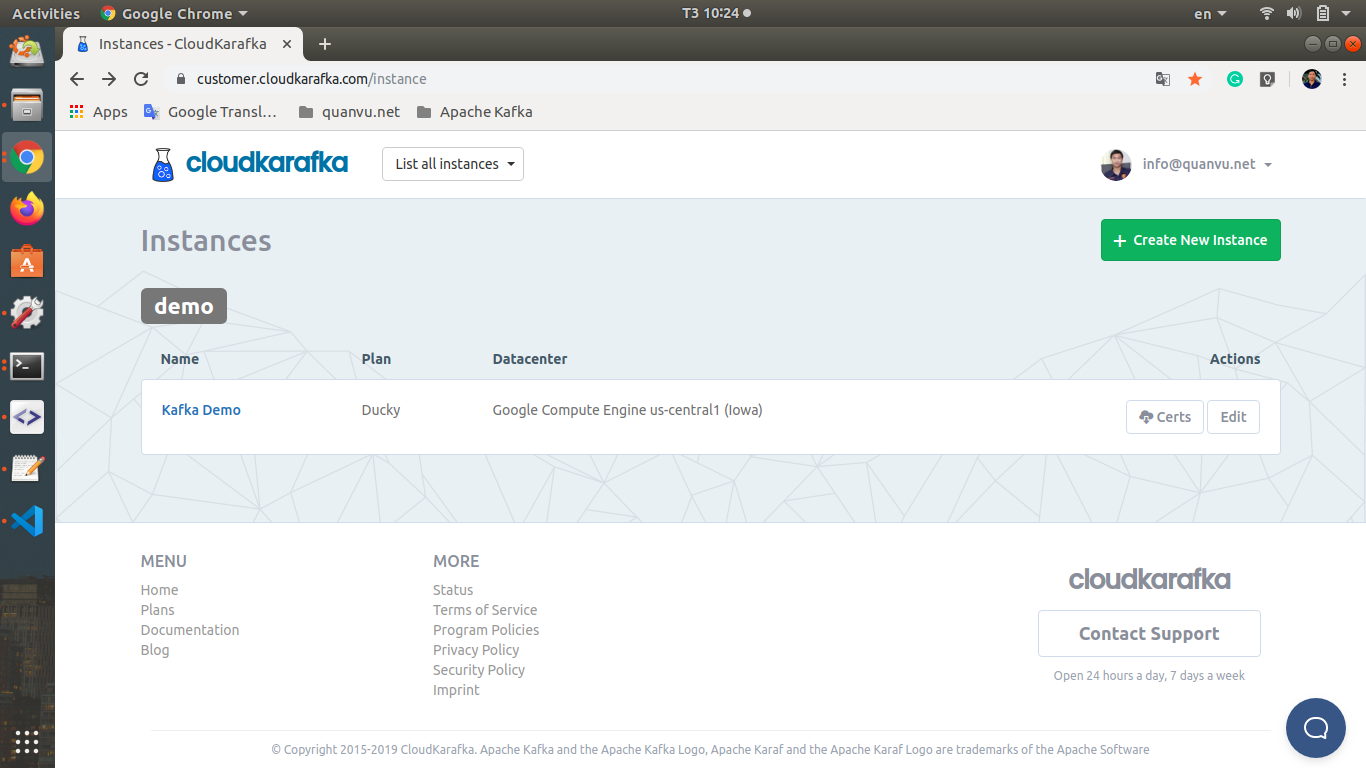 Activities Google Chrome T3 10:24 en
Instances - CloudKarafka
customer.cloudkarafka.com/instance
Apps Google Transl... quanvu.net Apache Kafka
cloudkarafka List all instances info@quanvu.net
Instances + Create New Instance
demo
Name Plan Datacenter Actions
Kafka Demo Ducky Google Compute Engine us-central1 (Iowa) Certs Edit
MENU MORE
cloudkarafka
Home Status
Plans Terms of Service
Documentation Program Policies Contact Support
Blog Privacy Policy
Security Policy Open 24 hours a day, 7 days a week
Imprint
© Copyright 2015-2019 CloudKarafka. Apache Kafka and the Apache Kafka Logo, Apache Karaf and the Apache Karaf Logo are trademarks of the Apache Software